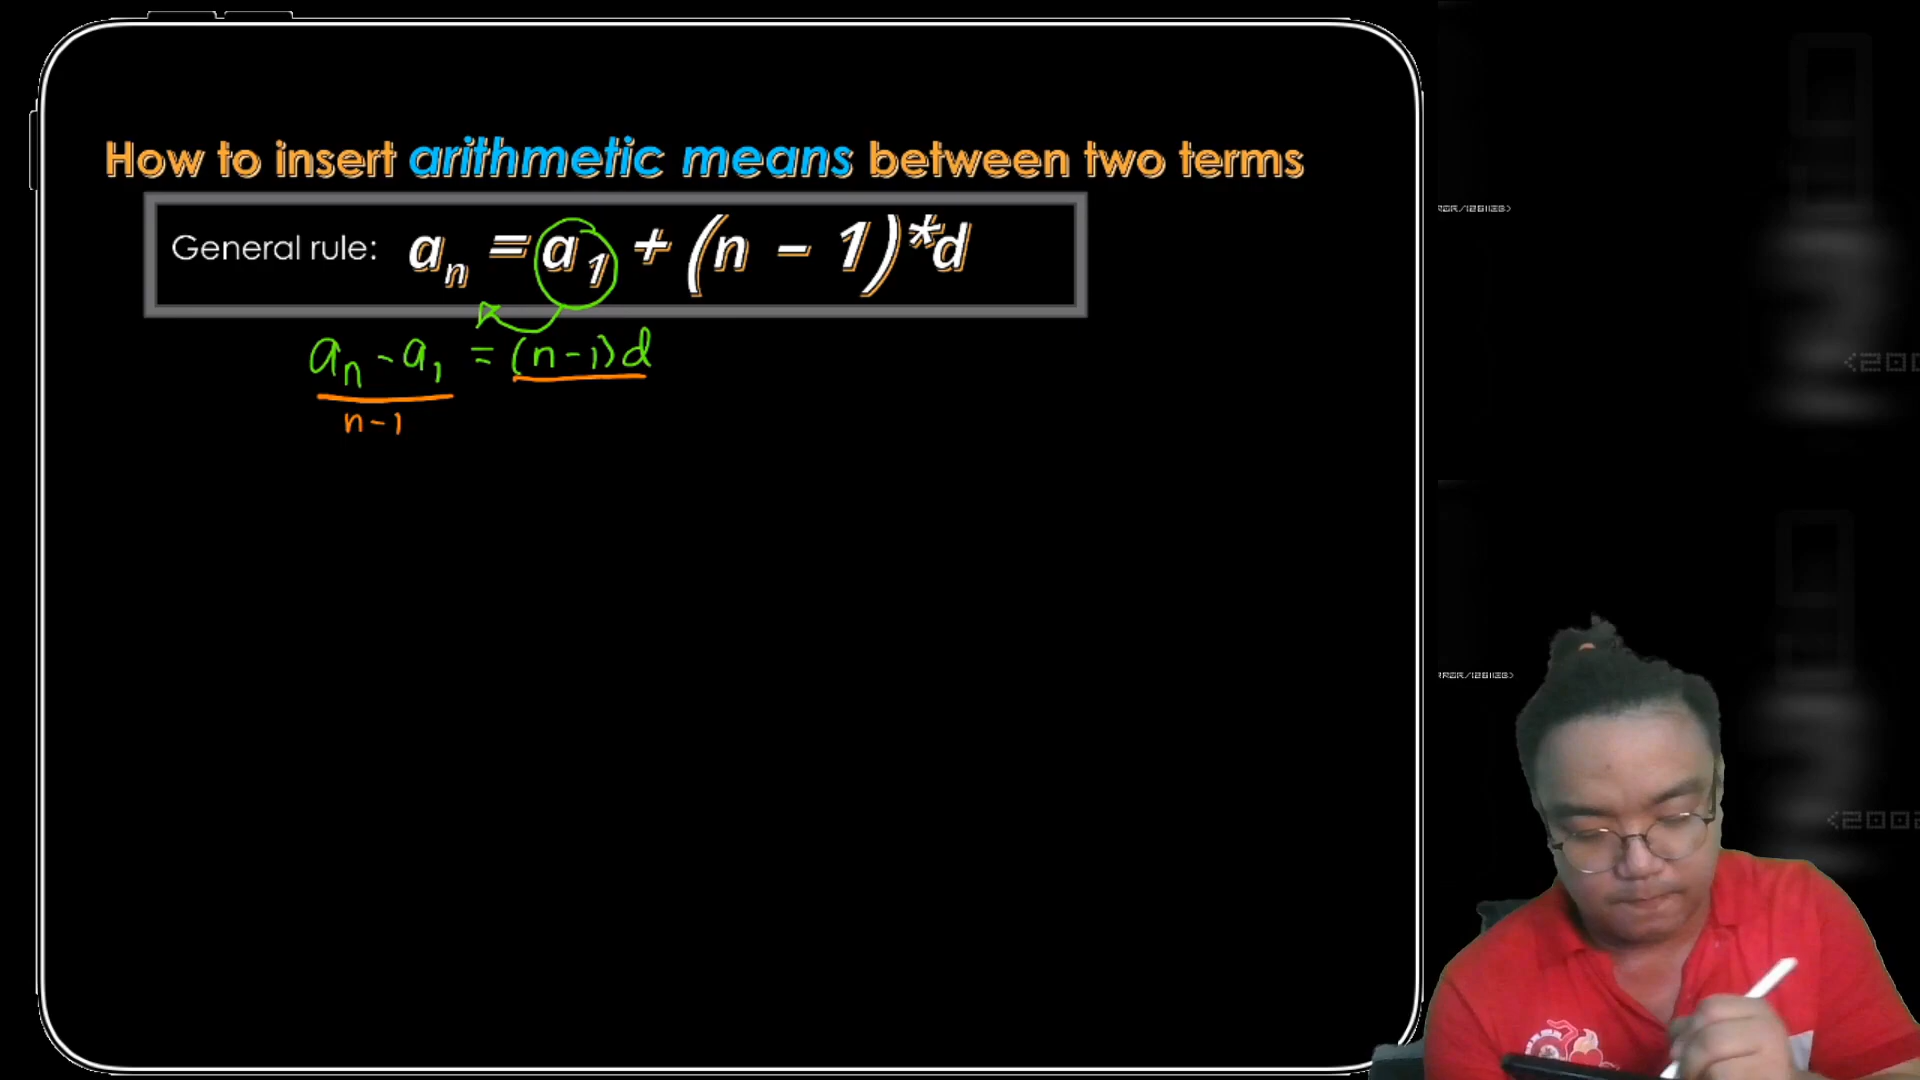 How to insert arithmetic means between two terms
General rule: aₙ = a₁ + (n − 1)*d
aₙ - a₁ = (n-1)d
n-1